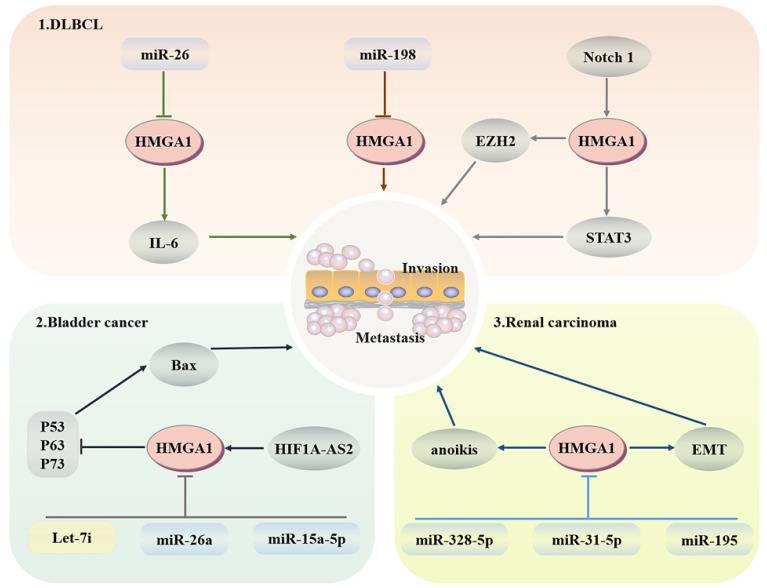 1.DLBCL
miR-26
miR-198
Notch 1
HMGA1
HMGA1
EZH2
HMGA1
IL-6
STAT3
Invasion
Metastasis
2.Bladder cancer
Bax
P53
P63
P73
HMGA1
HIF1A-AS2
Let-7i
miR-26a
miR-15a-5p
3.Renal carcinoma
anoikis
HMGA1
EMT
miR-328-5p
miR-31-5p
miR-195